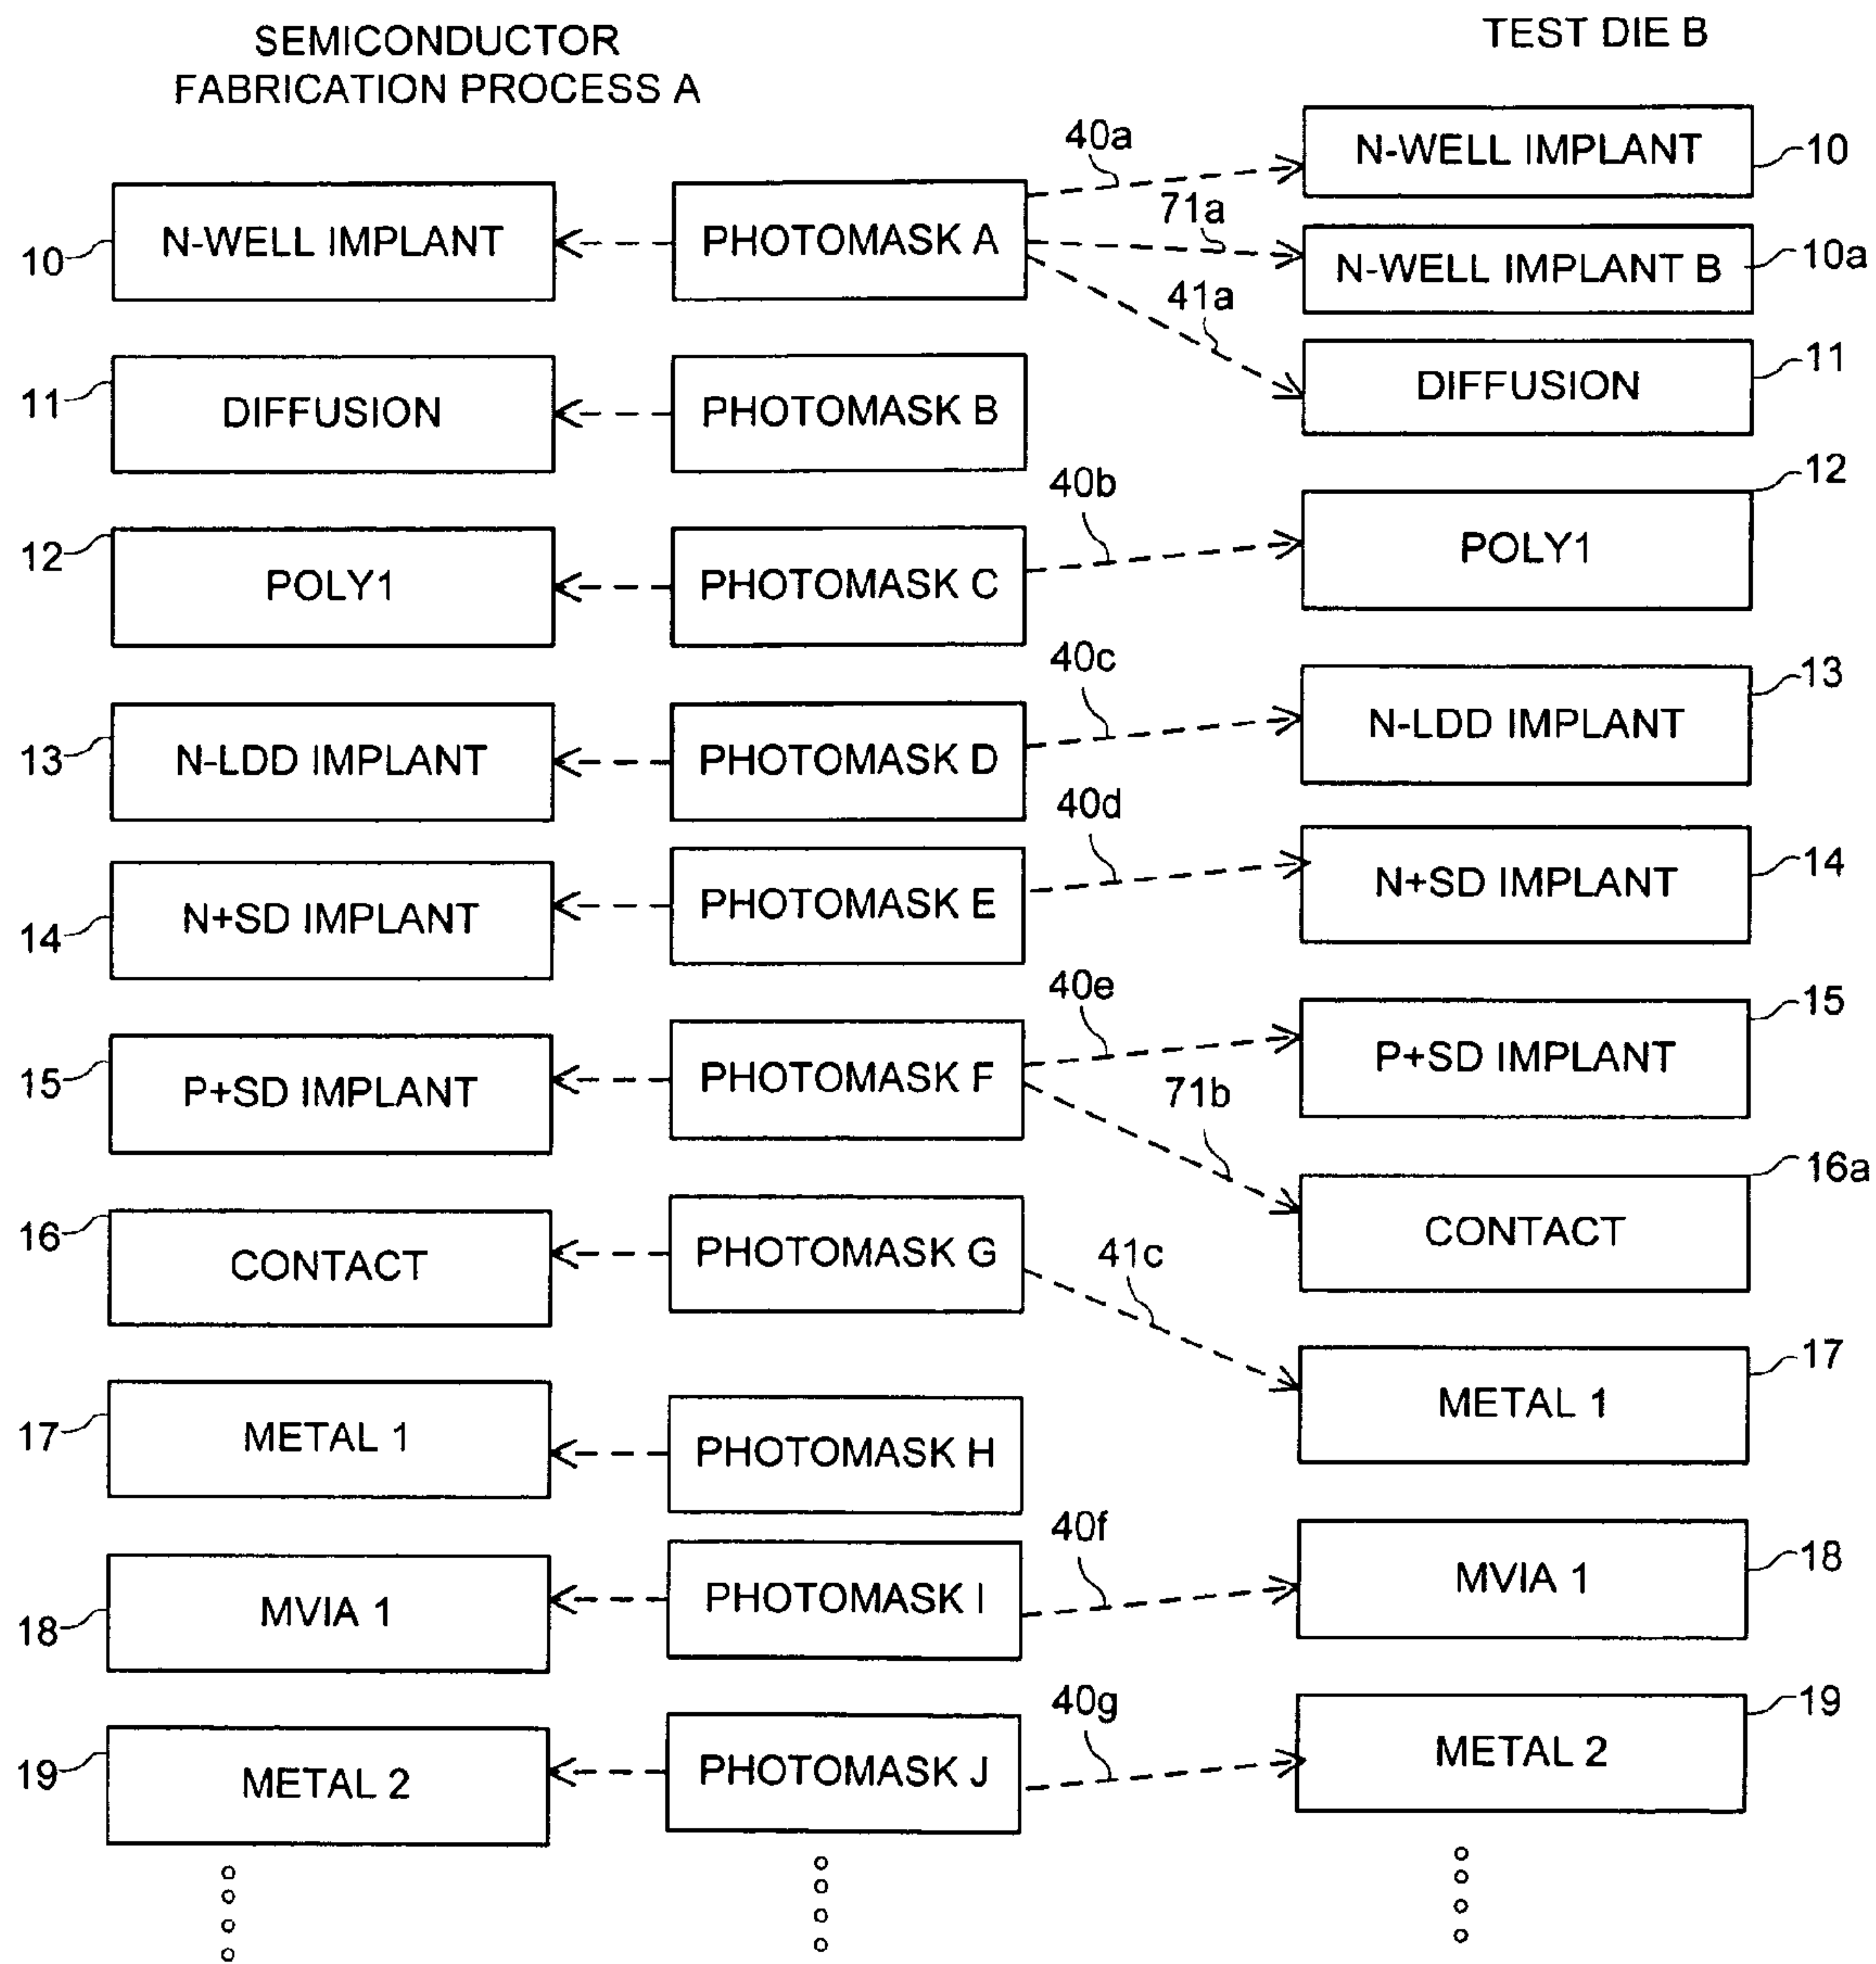 SEMICONDUCTOR
FABRICATION PROCESS A
TEST DIE B
10
N-WELL IMPLANT
PHOTOMASK A
40a
71a
41a
N-WELL IMPLANT
10
N-WELL IMPLANT B
10a
DIFFUSION
11
11
DIFFUSION
PHOTOMASK B
12
POLY1
PHOTOMASK C
40b
POLY1
12
13
N-LDD IMPLANT
PHOTOMASK D
40c
N-LDD IMPLANT
13
14
N+SD IMPLANT
PHOTOMASK E
40d
N+SD IMPLANT
14
15
P+SD IMPLANT
PHOTOMASK F
40e
71b
P+SD IMPLANT
15
16
CONTACT
PHOTOMASK G
41c
CONTACT
16a
17
METAL 1
PHOTOMASK H
METAL 1
17
18
MVIA 1
PHOTOMASK I
40f
MVIA 1
18
19
METAL 2
PHOTOMASK J
40g
METAL 2
19